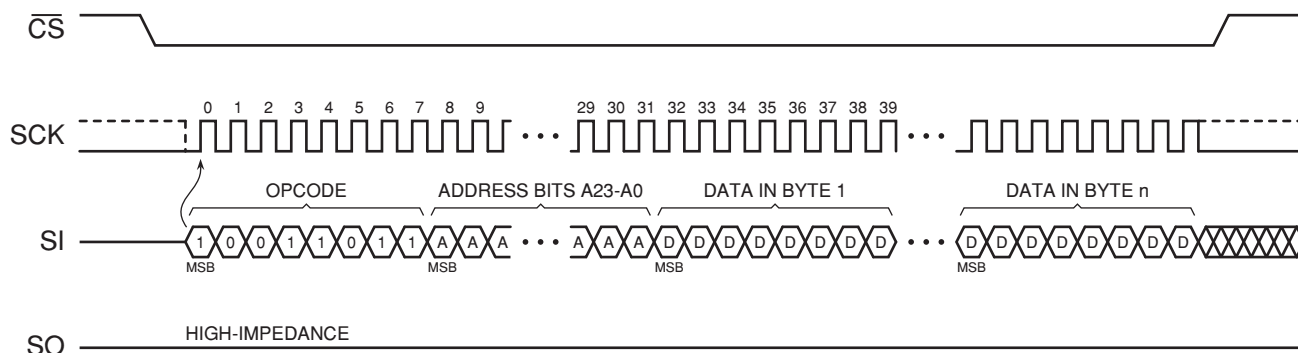 CS
0 1 2 3 4 5 6 7 8 9 29 30 31 32 33 34 35 36 37 38 39
SCK
OPCODE ADDRESS BITS A23-A0 DATA IN BYTE 1 DATA IN BYTE n
SI 1 0 0 1 1 0 1 1 A A A A A A D D D D D D D D D D D D D D D D
MSB MSB MSB MSB
HIGH-IMPEDANCE
SO